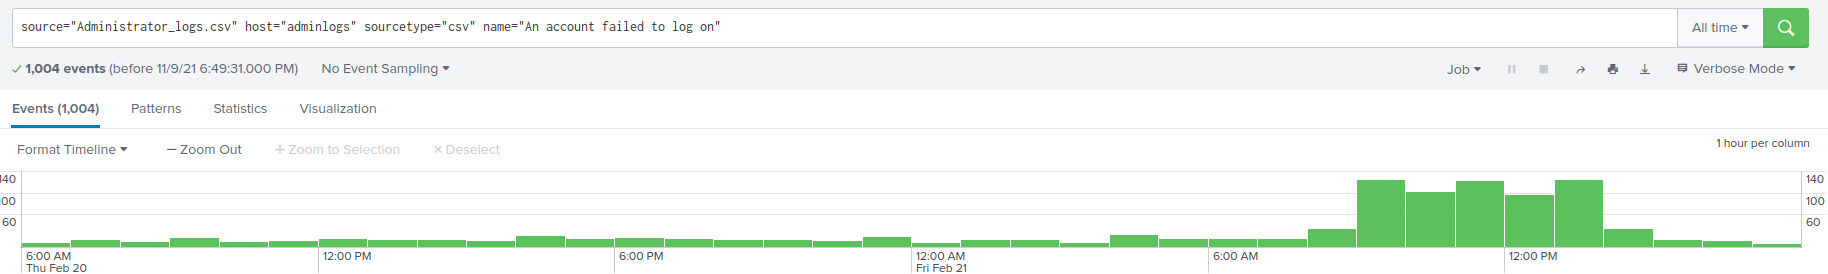 source="Administrator_logs.csv" host="adminlogs" sourcetype="csv" name="An account failed to log on"
All time
1,004 events (before 11/9/21 6:49:31.000 PM) No Event Sampling
Job
Verbose Mode
Events (1,004) Patterns Statistics Visualization
Format Timeline — Zoom Out + Zoom to Selection × Deselect
1 hour per column
140 140
100 100
60 60
6:00 AM 12:00 PM 6:00 PM 12:00 AM 6:00 AM 12:00 PM
Thu Feb 20 Fri Feb 21